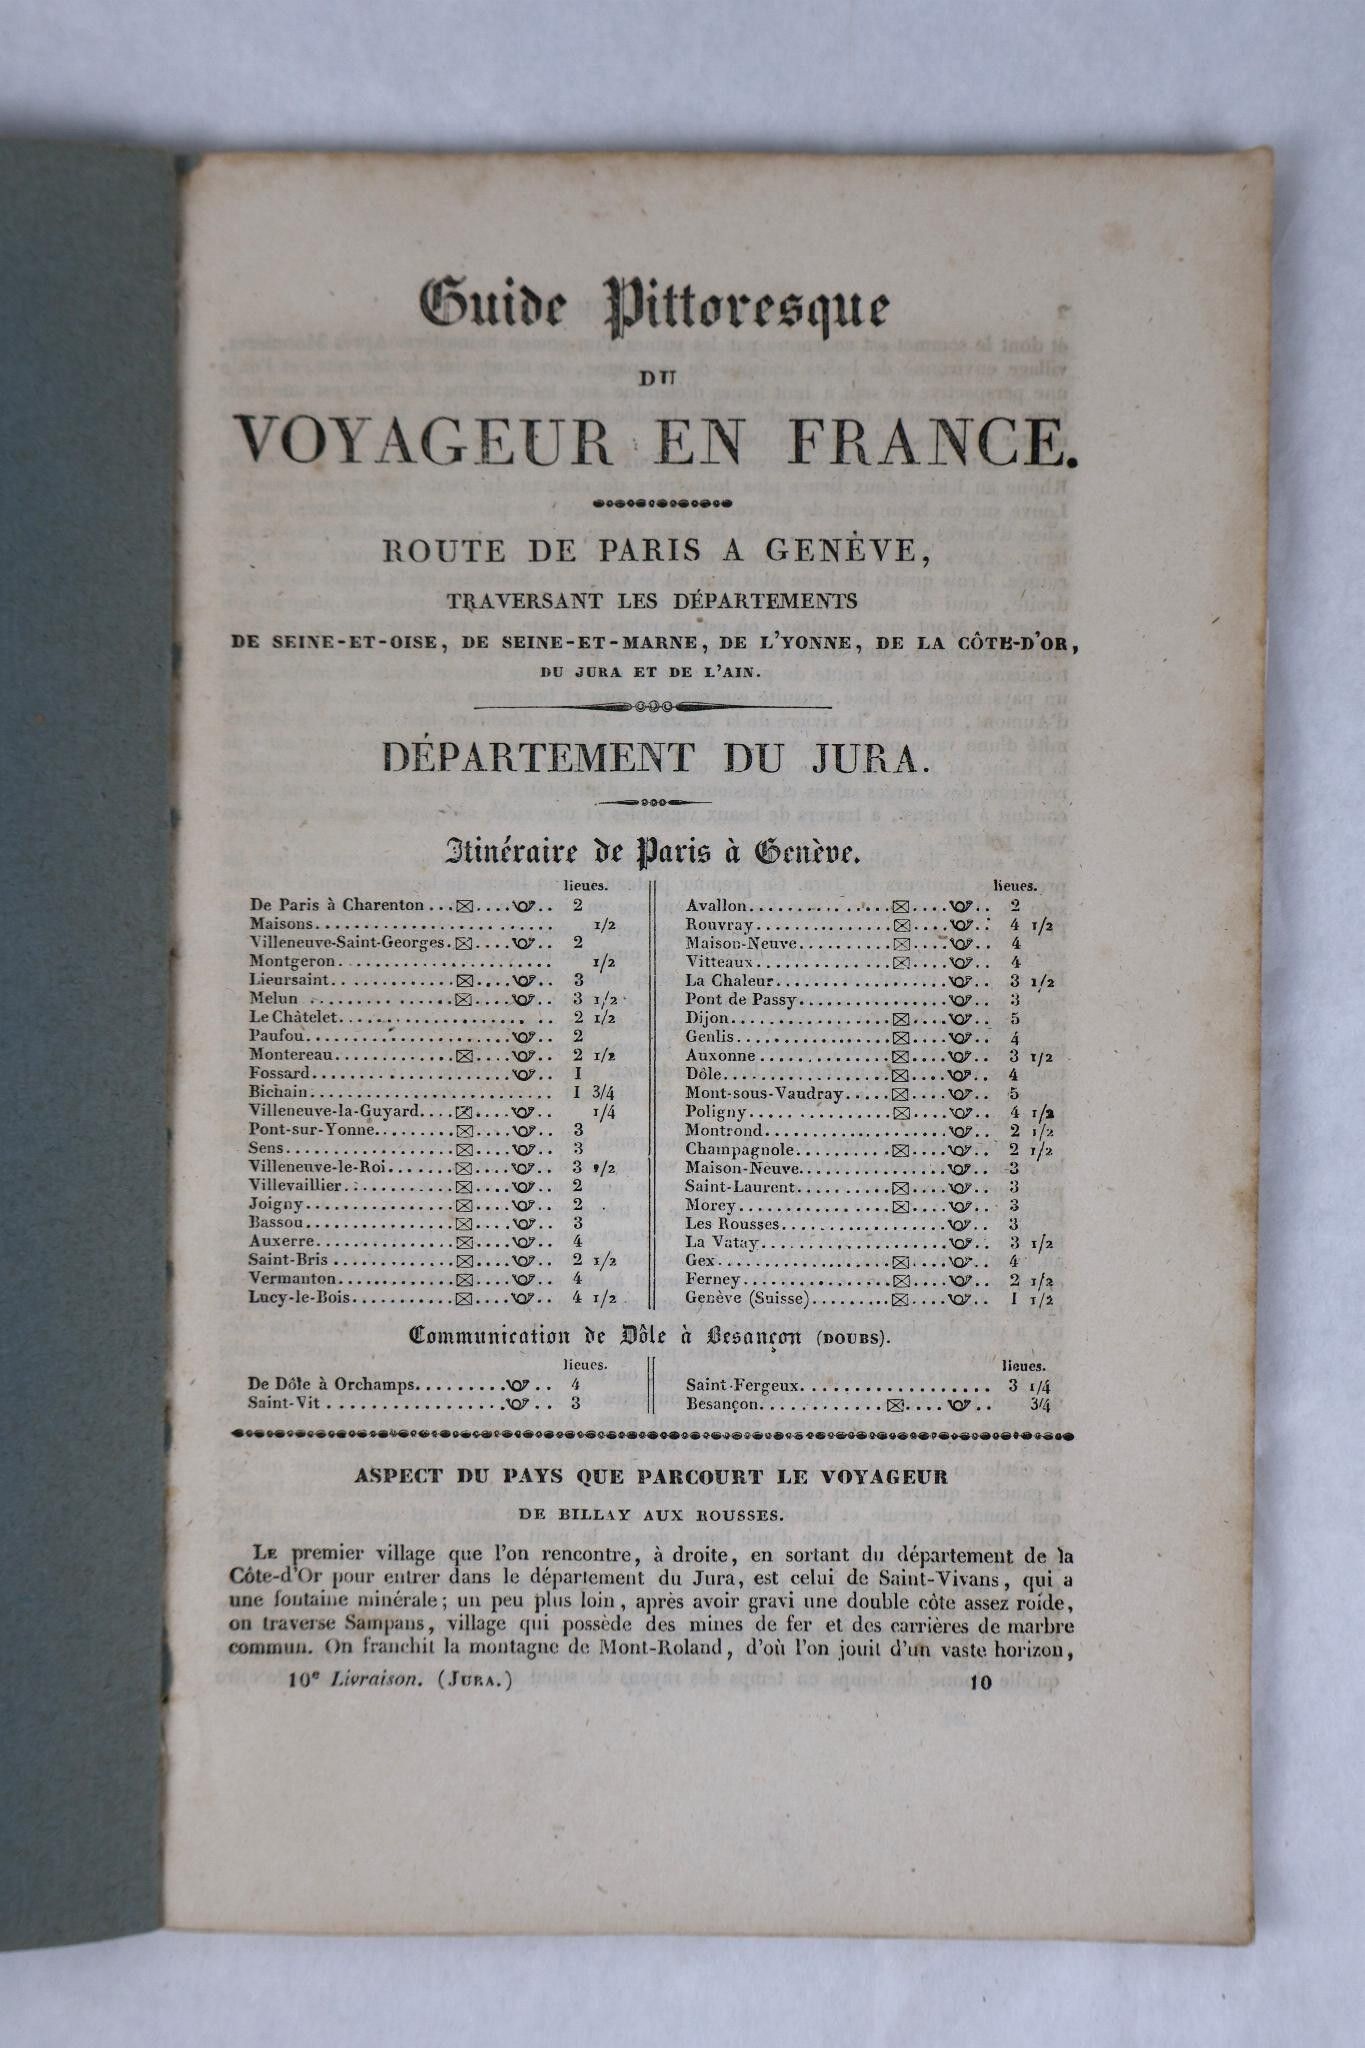 Guide Pittoresque
DU
VOYAGEUR EN FRANCE.
ROUTE DE PARIS A GENÈVE,
TRAVERSANT LES DÉPARTEMENTS
DE SEINE-ET-OISE, DE SEINE-ET-MARNE, DE L'YONNE, DE LA CÔTE-D'OR,
DU JURA ET DE L'AIN.
DÉPARTEMENT DU JURA.
Itinéraire de Paris à Genève.
lieues.
De Paris à Charenton...☒...... 2
Maisons.......................... 1/2
Villeneuve-Saint-Georges.☒...... 2
Montgeron...................... 1/2
Lieursaint............☒...... 3
Melun ...............☒...... 3 1/2
Le Châtelet...................... 2 1/2
Paufou........................ 2
Montereau............☒...... 2 1/2
Fossard........................ 1
Bichain.......................... 1 3/4
Villeneuve-la-Guyard....☒...... 1/4
Pont-sur-Yonne.........☒...... 3
Sens..................☒...... 3
Villeneuve-le-Roi.......☒...... 3 1/2
Villevaillier............☒...... 2
Joigny................☒...... 2
Bassou................☒...... 3
Auxerre...............☒...... 4
Saint-Bris .............☒...... 2 1/2
Vermanton............☒...... 4
Lucy-le-Bois...........☒...... 4 1/2
lieues.
Avallon...............☒...... 2
Rouvray..............☒...... 4 1/2
Maison-Neuve..........☒...... 4
Vitteaux..............☒...... 4
La Chaleur.................... 3 1/2
Pont de Passy................. 3
Dijon.................☒...... 5
Genlis................☒...... 4
Auxonne..............☒...... 3 1/2
Dôle..................☒...... 4
Mont-sous-Vaudray.....☒...... 5
Poligny...............☒...... 4 1/2
Montrond..................... 2 1/2
Champagnole..........☒...... 2 1/2
Maison-Neuve................. 3
Saint-Laurent..........☒...... 3
Morey................☒...... 3
Les Rousses................... 3
La Vatay..................... 3 1/2
Gex..................☒...... 4
Ferney................☒...... 2 1/2
Genève (Suisse).........☒...... 1 1/2
Communication de Dôle à Besançon (DOUBS).
lieues.
De Dôle à Orchamps........... 4
Saint-Vit ................... 3
lieues.
Saint-Fergeux................... 3 1/4
Besançon............☒...... 3/4
ASPECT DU PAYS QUE PARCOURT LE VOYAGEUR
DE BILLAY AUX ROUSSES.
LE premier village que l'on rencontre, à droite, en sortant du département de la
Côte-d'Or pour entrer dans le département du Jura, est celui de Saint-Vivans, qui a
une fontaine minérale; un peu plus loin, après avoir gravi une double côte assez roide,
on traverse Sampans, village qui possède des mines de fer et des carrières de marbre
commun. On franchit la montagne de Mont-Roland, d'où l'on jouit d'un vaste horizon,
10e Livraison. (JURA.) 10